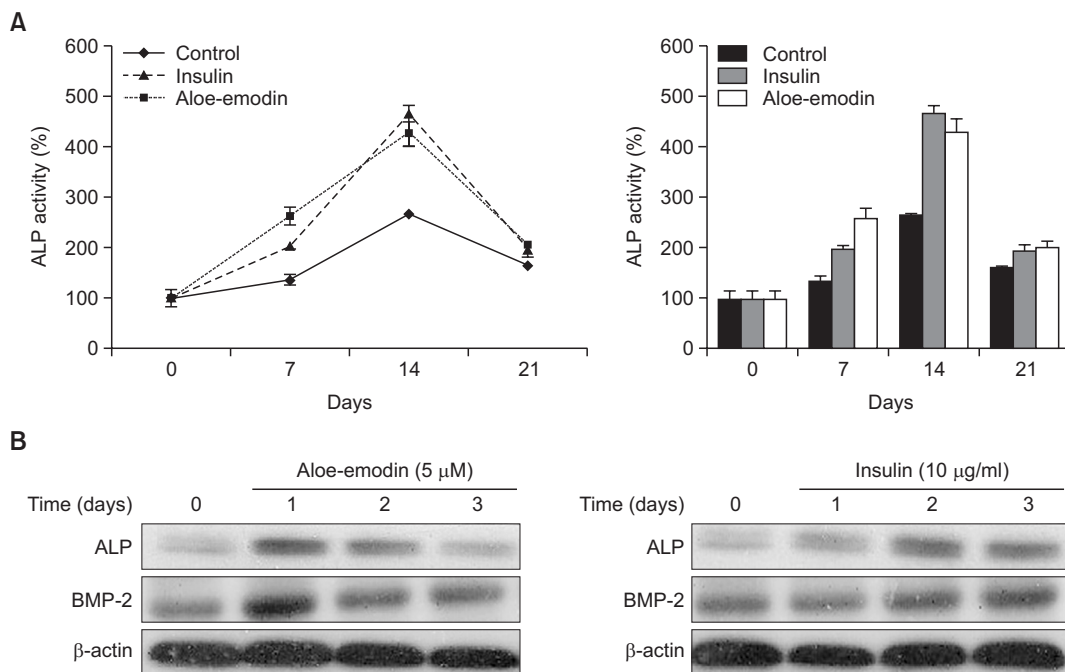 A
600
500
400
300
200
100
0
ALP activity (%)
Control
Insulin
Aloe-emodin
0 7 14 21
Days
600
500
400
300
200
100
0
ALP activity (%)
Control
Insulin
Aloe-emodin
0 7 14 21
Days
B
Aloe-emodin (5 μM)
Time (days) 0 1 2 3
ALP
BMP-2
β-actin
Insulin (10 μg/ml)
Time (days) 0 1 2 3
ALP
BMP-2
β-actin